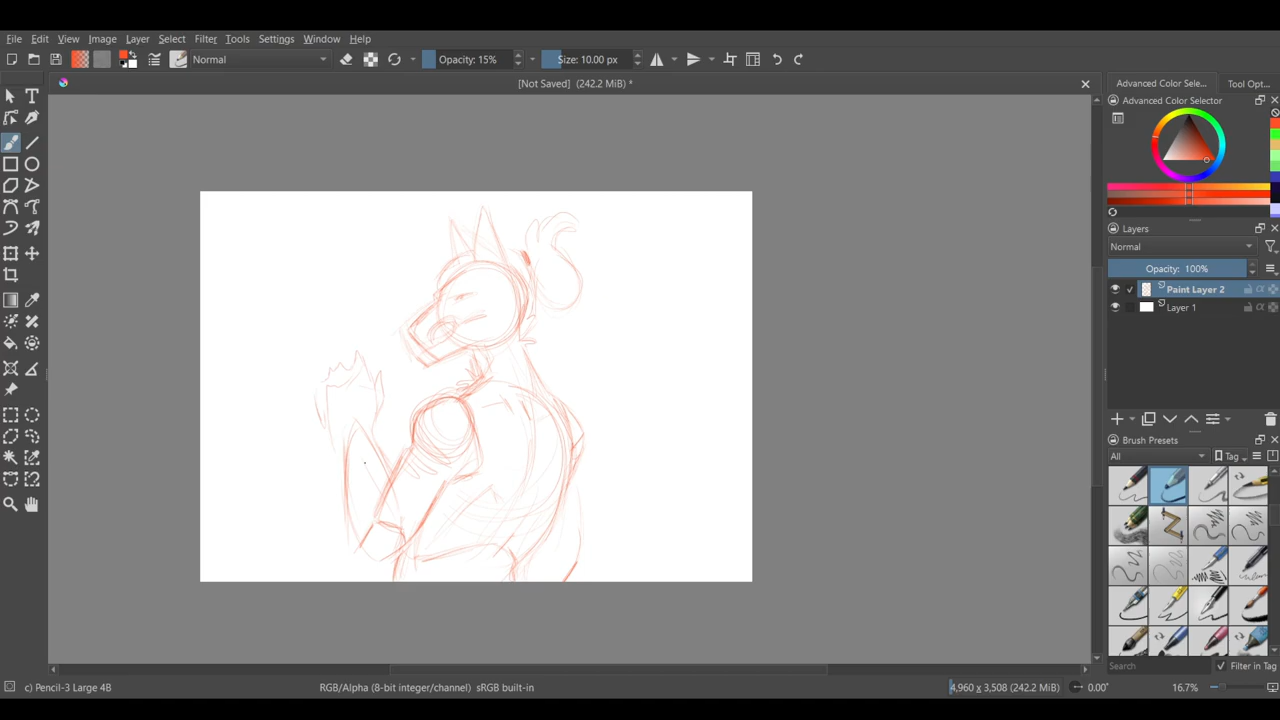 File Edit View Image Layer Select Filter Tools Settings Window Help
Normal Opacity: 15% Size: 10.00 px
[Not Saved] (242.2 MiB) *
Advanced Color Sele... Tool Opt...
Advanced Color Selector
Layers
Normal
Opacity: 100%
Paint Layer 2
Layer 1
Brush Presets
All Tag
Search Filter in Tag
c) Pencil-3 Large 4B RGB/Alpha (8-bit integer/channel) sRGB built-in 4,960 x 3,508 (242.2 MiB) 0.00° 16.7%